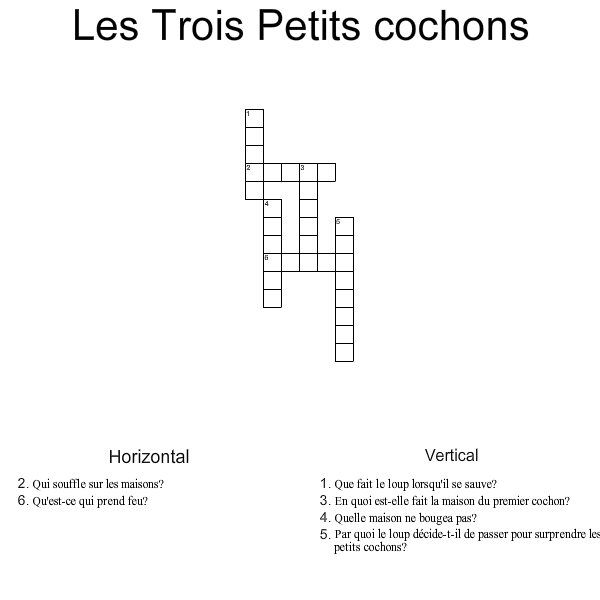 Les Trois Petits cochons
1
2
3
4
5
6
Horizontal
2. Qui souffle sur les maisons?
6. Qu'est-ce qui prend feu?
Vertical
1. Que fait le loup lorsqu'il se sauve?
3. En quoi est-elle fait la maison du premier cochon?
4. Quelle maison ne bougea pas?
5. Par quoi le loup décide-t-il de passer pour surprendre les
petits cochons?